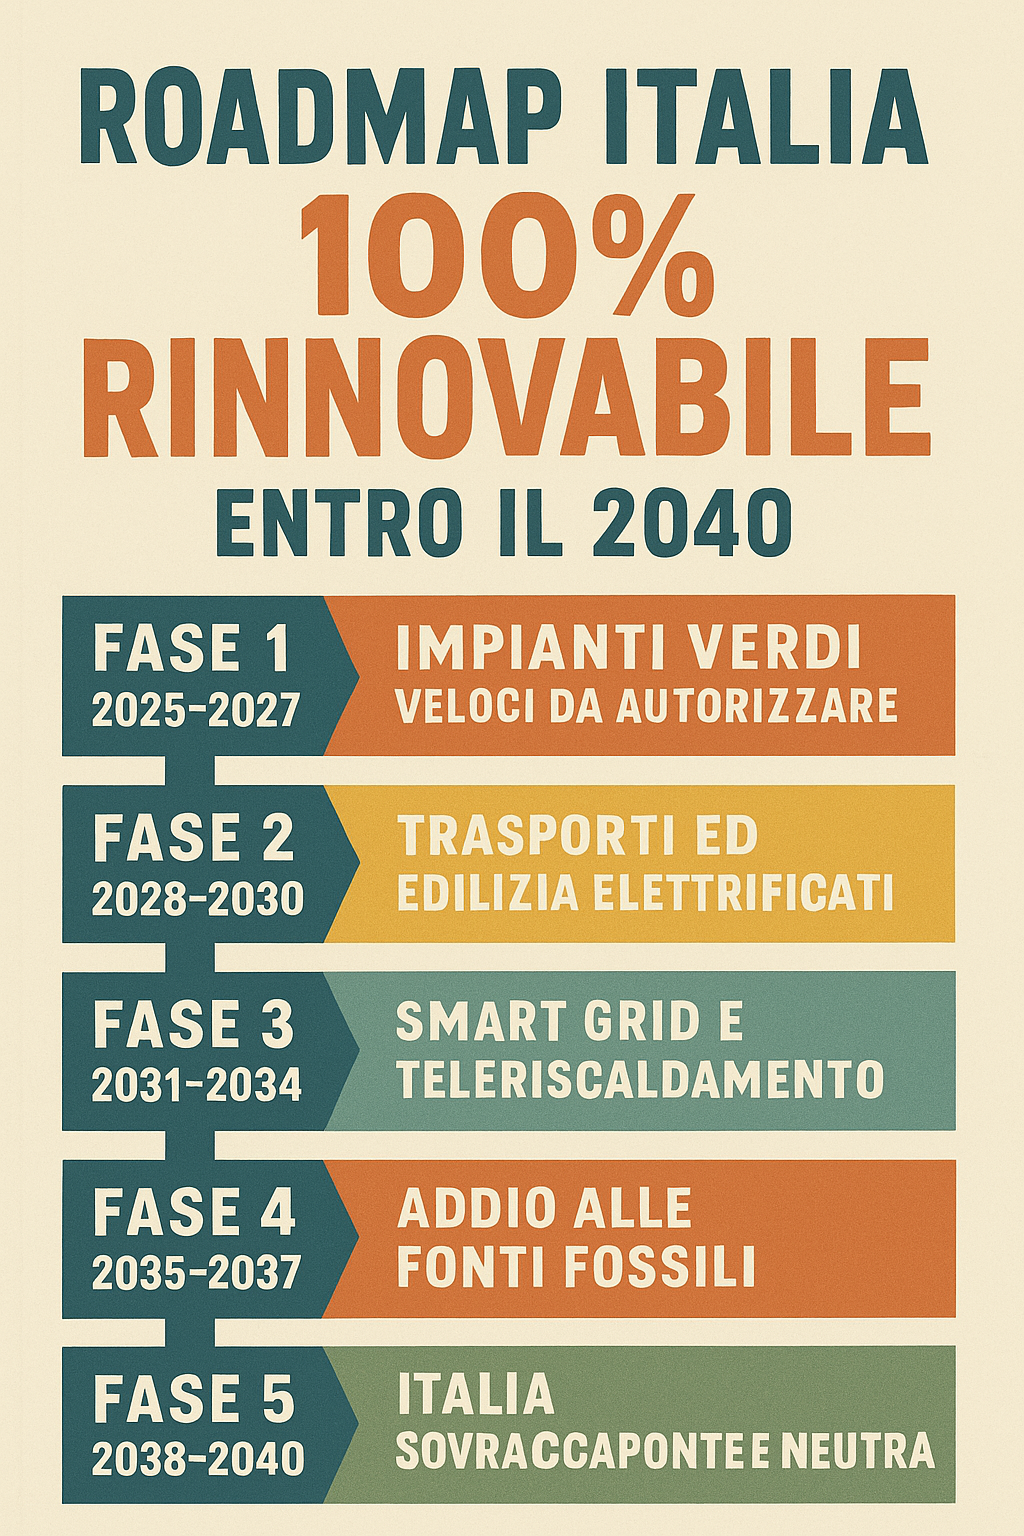 ROADMAP ITALIA
100%
RINNOVABILE
ENTRO IL 2040
FASE 1
2025–2027
IMPIANTI VERDI
VELOCI DA AUTORIZZARE
FASE 2
2028–2030
TRASPORTI ED
EDILIZIA ELETTRIFICATI
FASE 3
2031–2034
SMART GRID E
TELERISCALDAMENTO
FASE 4
2035–2037
ADDIO ALLE
FONTI FOSSILI
FASE 5
2038–2040
ITALIA
SOVRACCAPONTE E NEUTRA